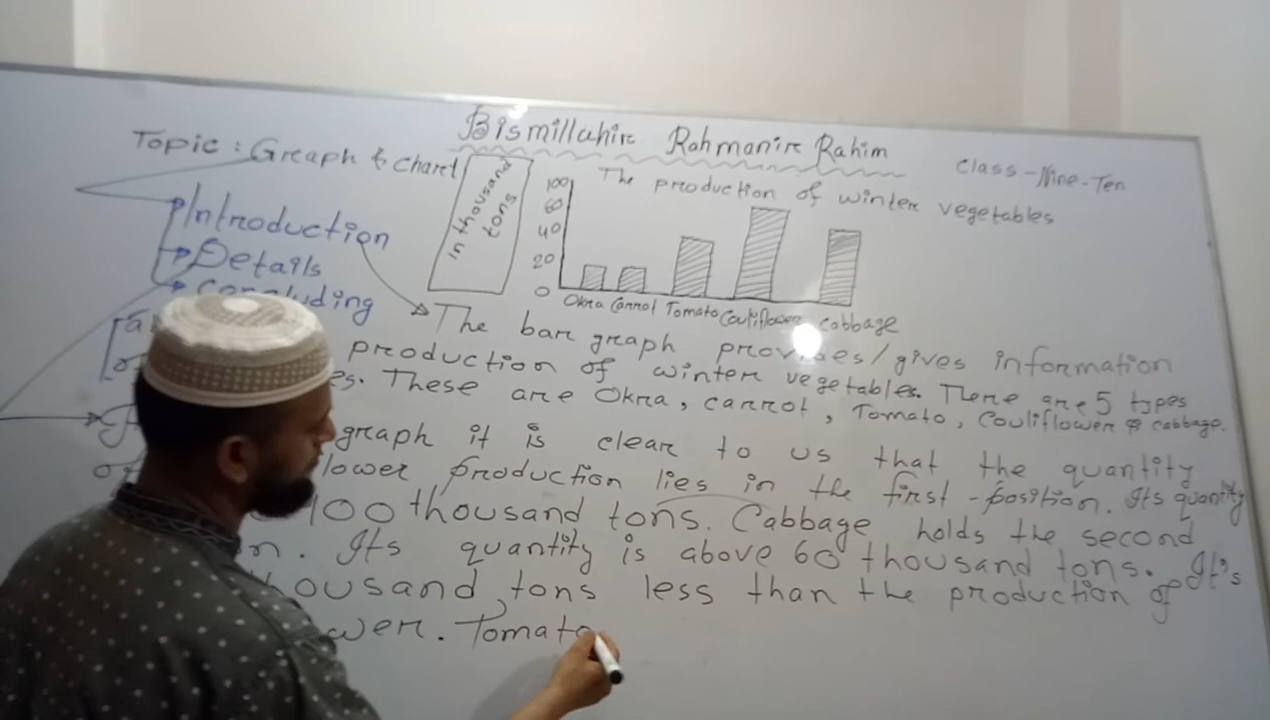 Bismillahir Rahmanir Rahim
Topic: Graph & chart
Class-Nine-Ten
Introduction
Details
Concluding
in thousand
tons
The production of winter vegetables
100
60
40
20
0
Okra Carrot Tomato Couliflower Cabbage
The bar graph provides/gives information
production of winter vegetables. There are 5 types
es. These are Okra, carrot, Tomato, Couliflower & cabbage.
graph it is clear to us that the quantity
of lower production lies in the first-position. Its quantity
100 thousand tons. Cabbage holds the second
n. Its quantity is above 60 thousand tons. It's
thousand tons less than the production of
wer. Tomato